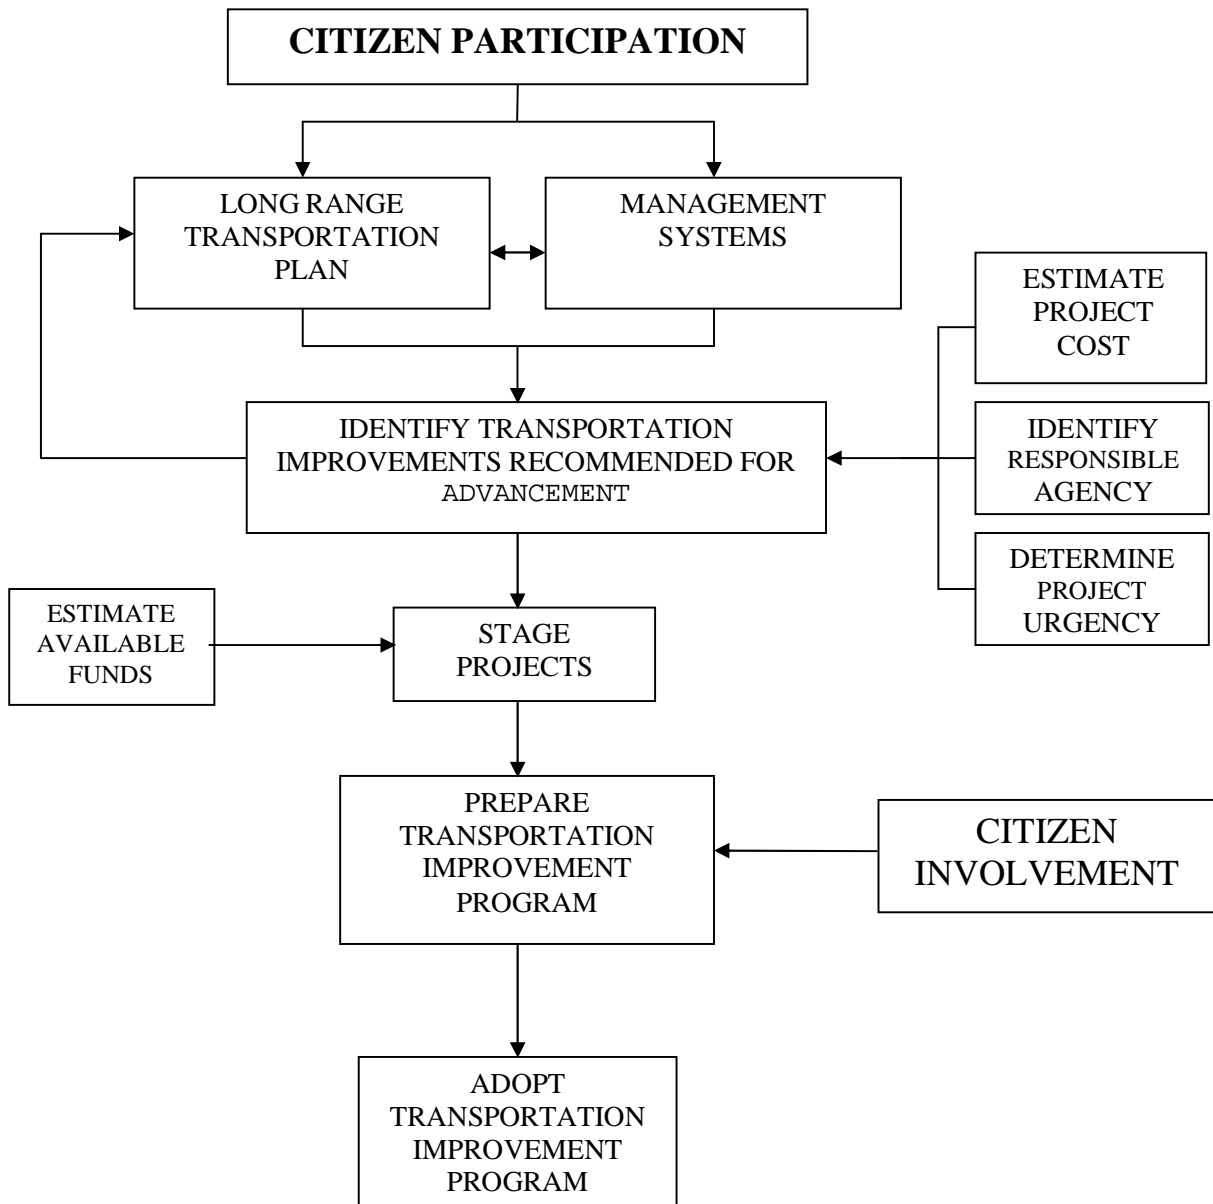 CITIZEN PARTICIPATION
LONG RANGE
TRANSPORTATION
PLAN
MANAGEMENT
SYSTEMS
ESTIMATE
PROJECT
COST
IDENTIFY TRANSPORTATION
IMPROVEMENTS RECOMMENDED FOR
ADVANCEMENT
IDENTIFY
RESPONSIBLE
AGENCY
DETERMINE
PROJECT
URGENCY
ESTIMATE
AVAILABLE
FUNDS
STAGE
PROJECTS
PREPARE
TRANSPORTATION
IMPROVEMENT
PROGRAM
CITIZEN
INVOLVEMENT
ADOPT
TRANSPORTATION
IMPROVEMENT
PROGRAM